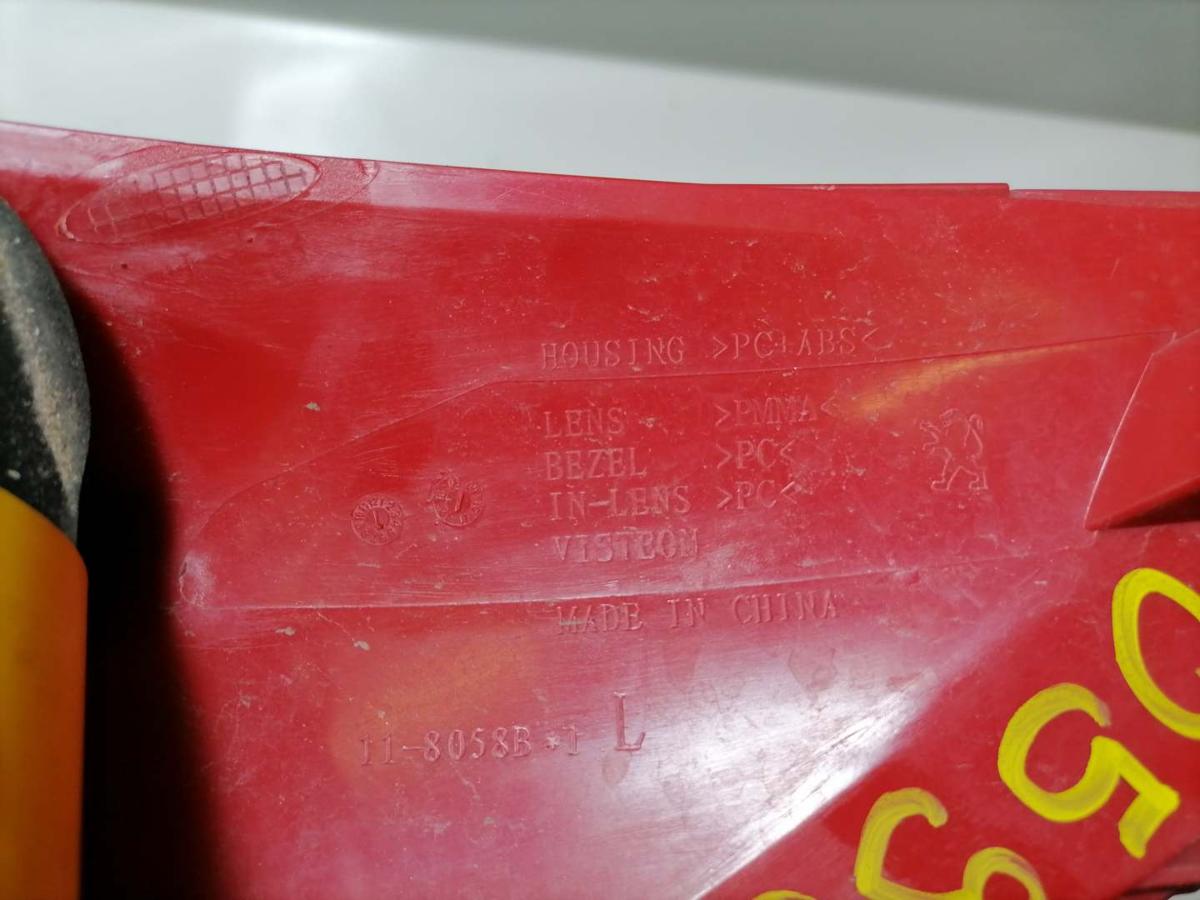 HOUSING >PC+ABS<
LENS >PMMA<
BEZEL >PC<
IN-LENS >PC<
VISTEON
MADE IN CHINA
11-8058B*1 L